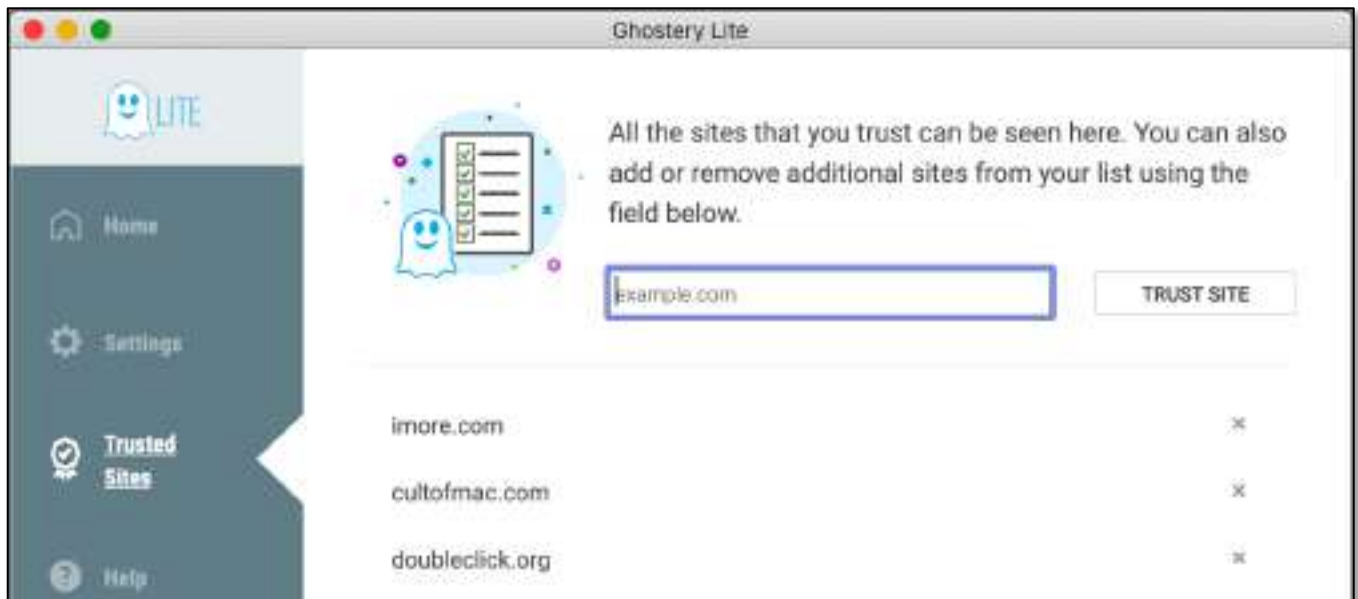 Ghostery Lite
LITE
All the sites that you trust can be seen here. You can also
add or remove additional sites from your list using the
field below.
Home
example.com
TRUST SITE
Settings
imore.com
Trusted
Sites
cultofmac.com
doubleclick.org
Help